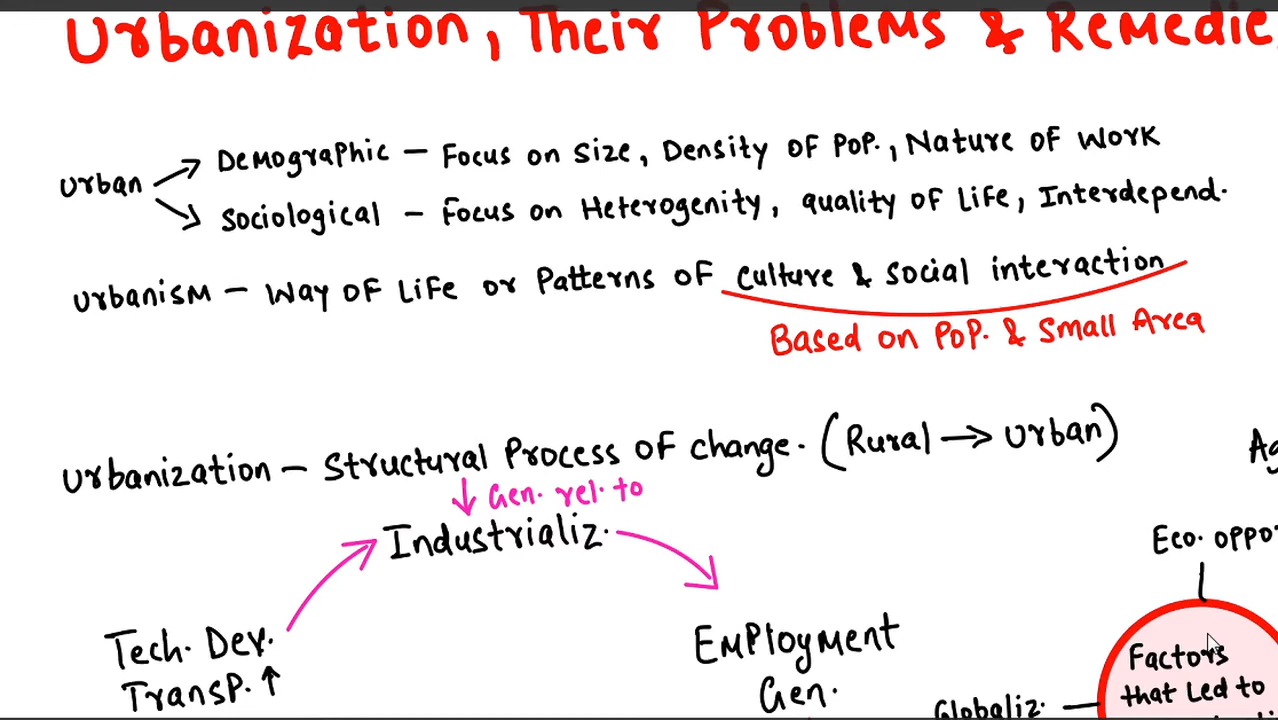 Urbanization, Their Problems & Remedie
Urban → Demographic – Focus on Size, Density of Pop., Nature of Work
→ Sociological – Focus on Heterogenity, quality of Life, Interdepend.
Urbanism – Way of Life or Patterns of Culture & Social interaction
Based on Pop. & Small Area
Urbanization – Structural Process of change. (Rural → Urban)
↓ Gen. rel. to
Industrializ.
Eco. oppo
Tech. Dev.
Transp. ↑
Employment
Gen.
Factors
that Led to
Globaliz.